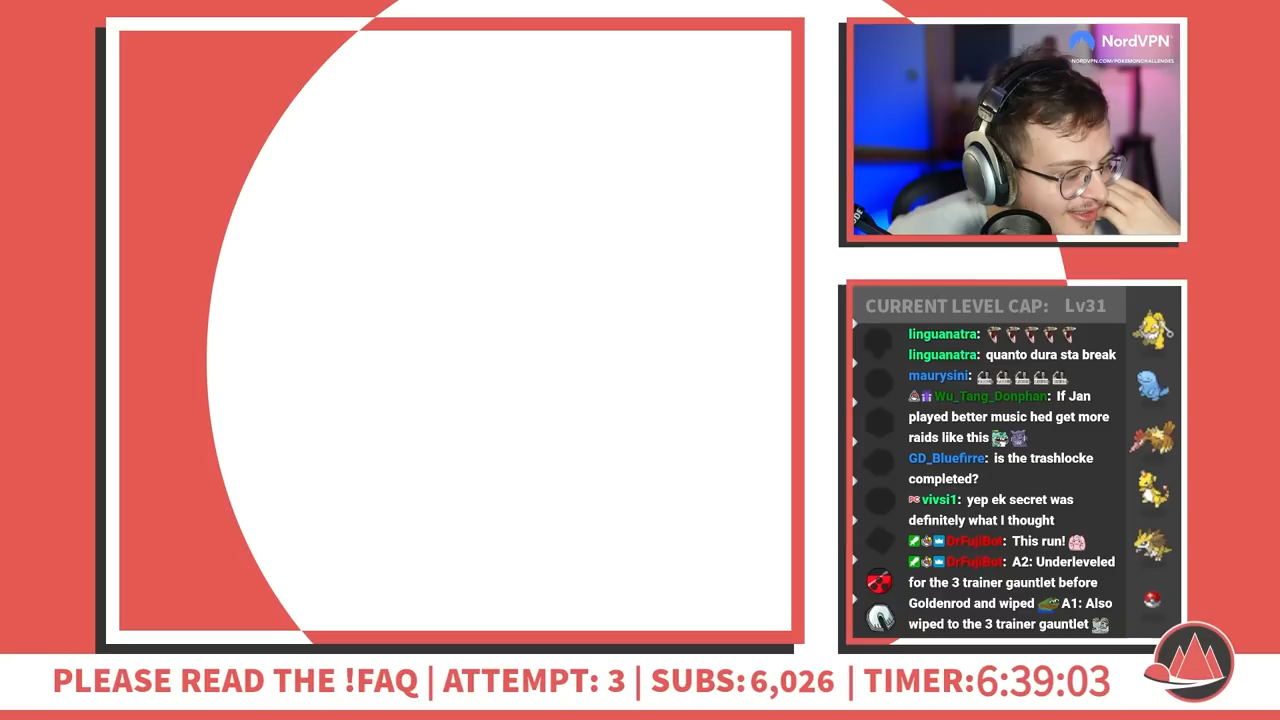 NordVPN
NORDVPN.COM/POKEMONCHALLENGES
CURRENT LEVEL CAP: Lv31
linguanatra:
linguanatra: quanto dura sta break
maurysini:
Wu_Tang_Donphan: If Jan
played better music hed get more
raids like this
GD_Bluefirre: is the trashlocke
completed?
vivsi1: yep ek secret was
definitely what I thought
DrFujiBot: This run!
DrFujiBot: A2: Underleveled
for the 3 trainer gauntlet before
Goldenrod and wiped A1: Also
wiped to the 3 trainer gauntlet
PLEASE READ THE !FAQ | ATTEMPT: 3 | SUBS: 6,026 | TIMER: 6:39:03